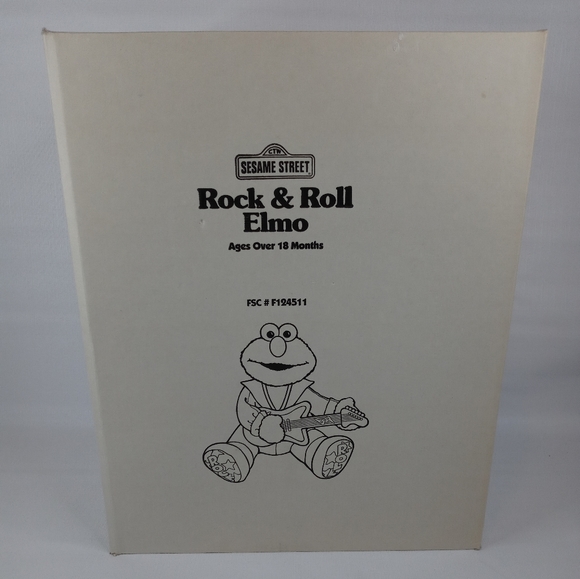 CTW
SESAME STREET
Rock & Roll
Elmo
Ages Over 18 Months
FSC # F124511